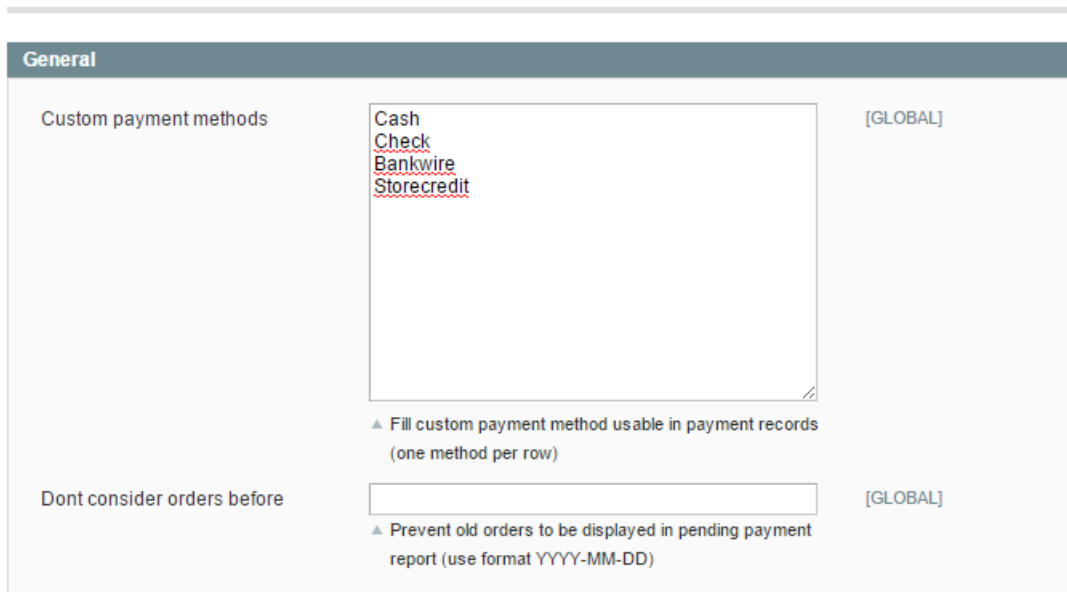 General
Custom payment methods
Cash
[GLOBAL]
Check
Bankwire
Storecredit
Fill custom payment method usable in payment records
(one method per row)
Dont consider orders before
[GLOBAL]
Prevent old orders to be displayed in pending payment
report (use format YYYY-MM-DD)